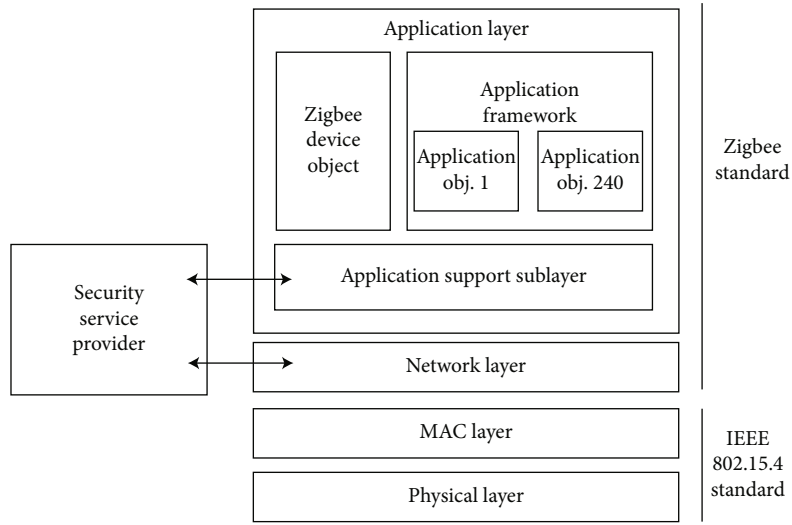 Application layer
Zigbee
device
object
Application
framework
Application
obj. 1
Application
obj. 240
Zigbee
standard
Application support sublayer
Security
service
provider
Network layer
MAC layer
Physical layer
IEEE
802.15.4
standard